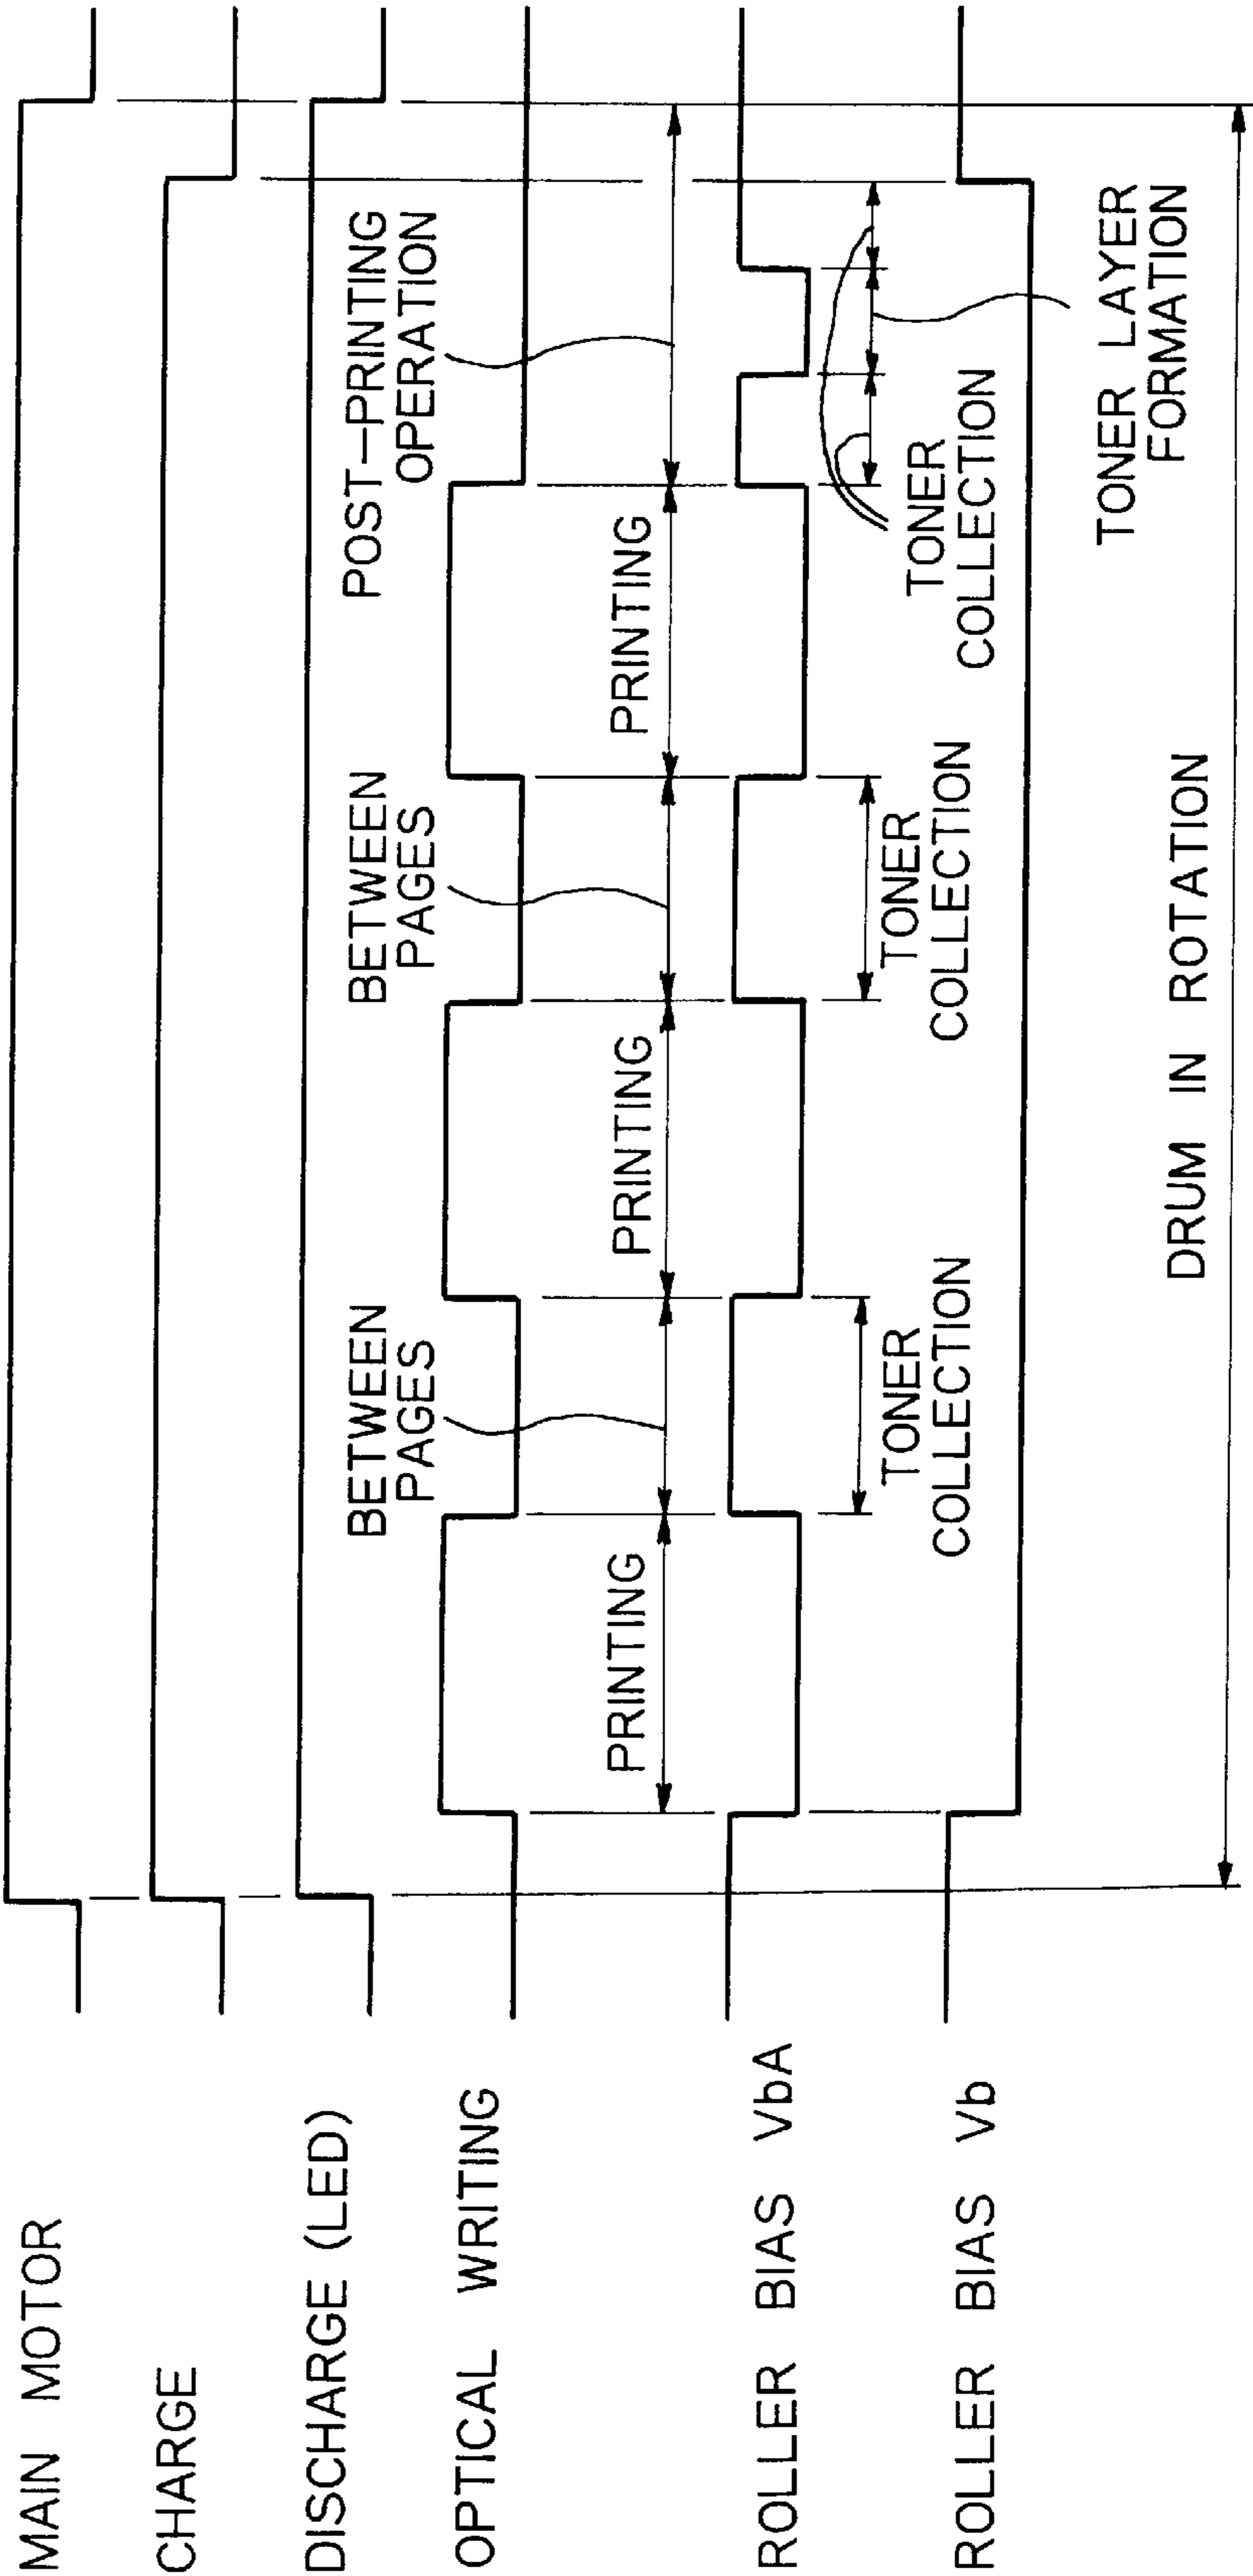 MAIN MOTOR
CHARGE
DISCHARGE (LED)
OPTICAL WRITING
ROLLER BIAS VbA
ROLLER BIAS Vb
BETWEEN
PAGES
BETWEEN
PAGES
POST-PRINTING
OPERATION
PRINTING
PRINTING
PRINTING
TONER
COLLECTION
TONER
COLLECTION
TONER
COLLECTION
TONER LAYER
FORMATION
DRUM IN ROTATION